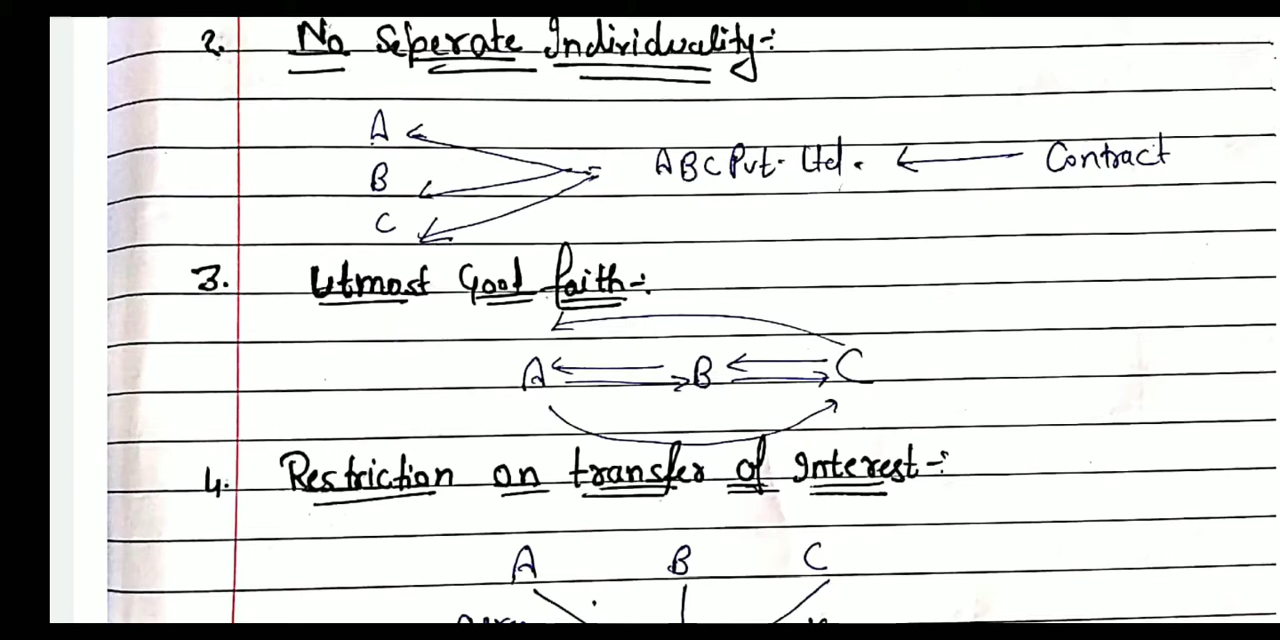 2. No Seperate Individuality:-
A
B
C
ABC Pvt. Ltd. Contract
3. Utmost Good faith:-
A B C
4. Restriction on transfer of Interest:-
A B C